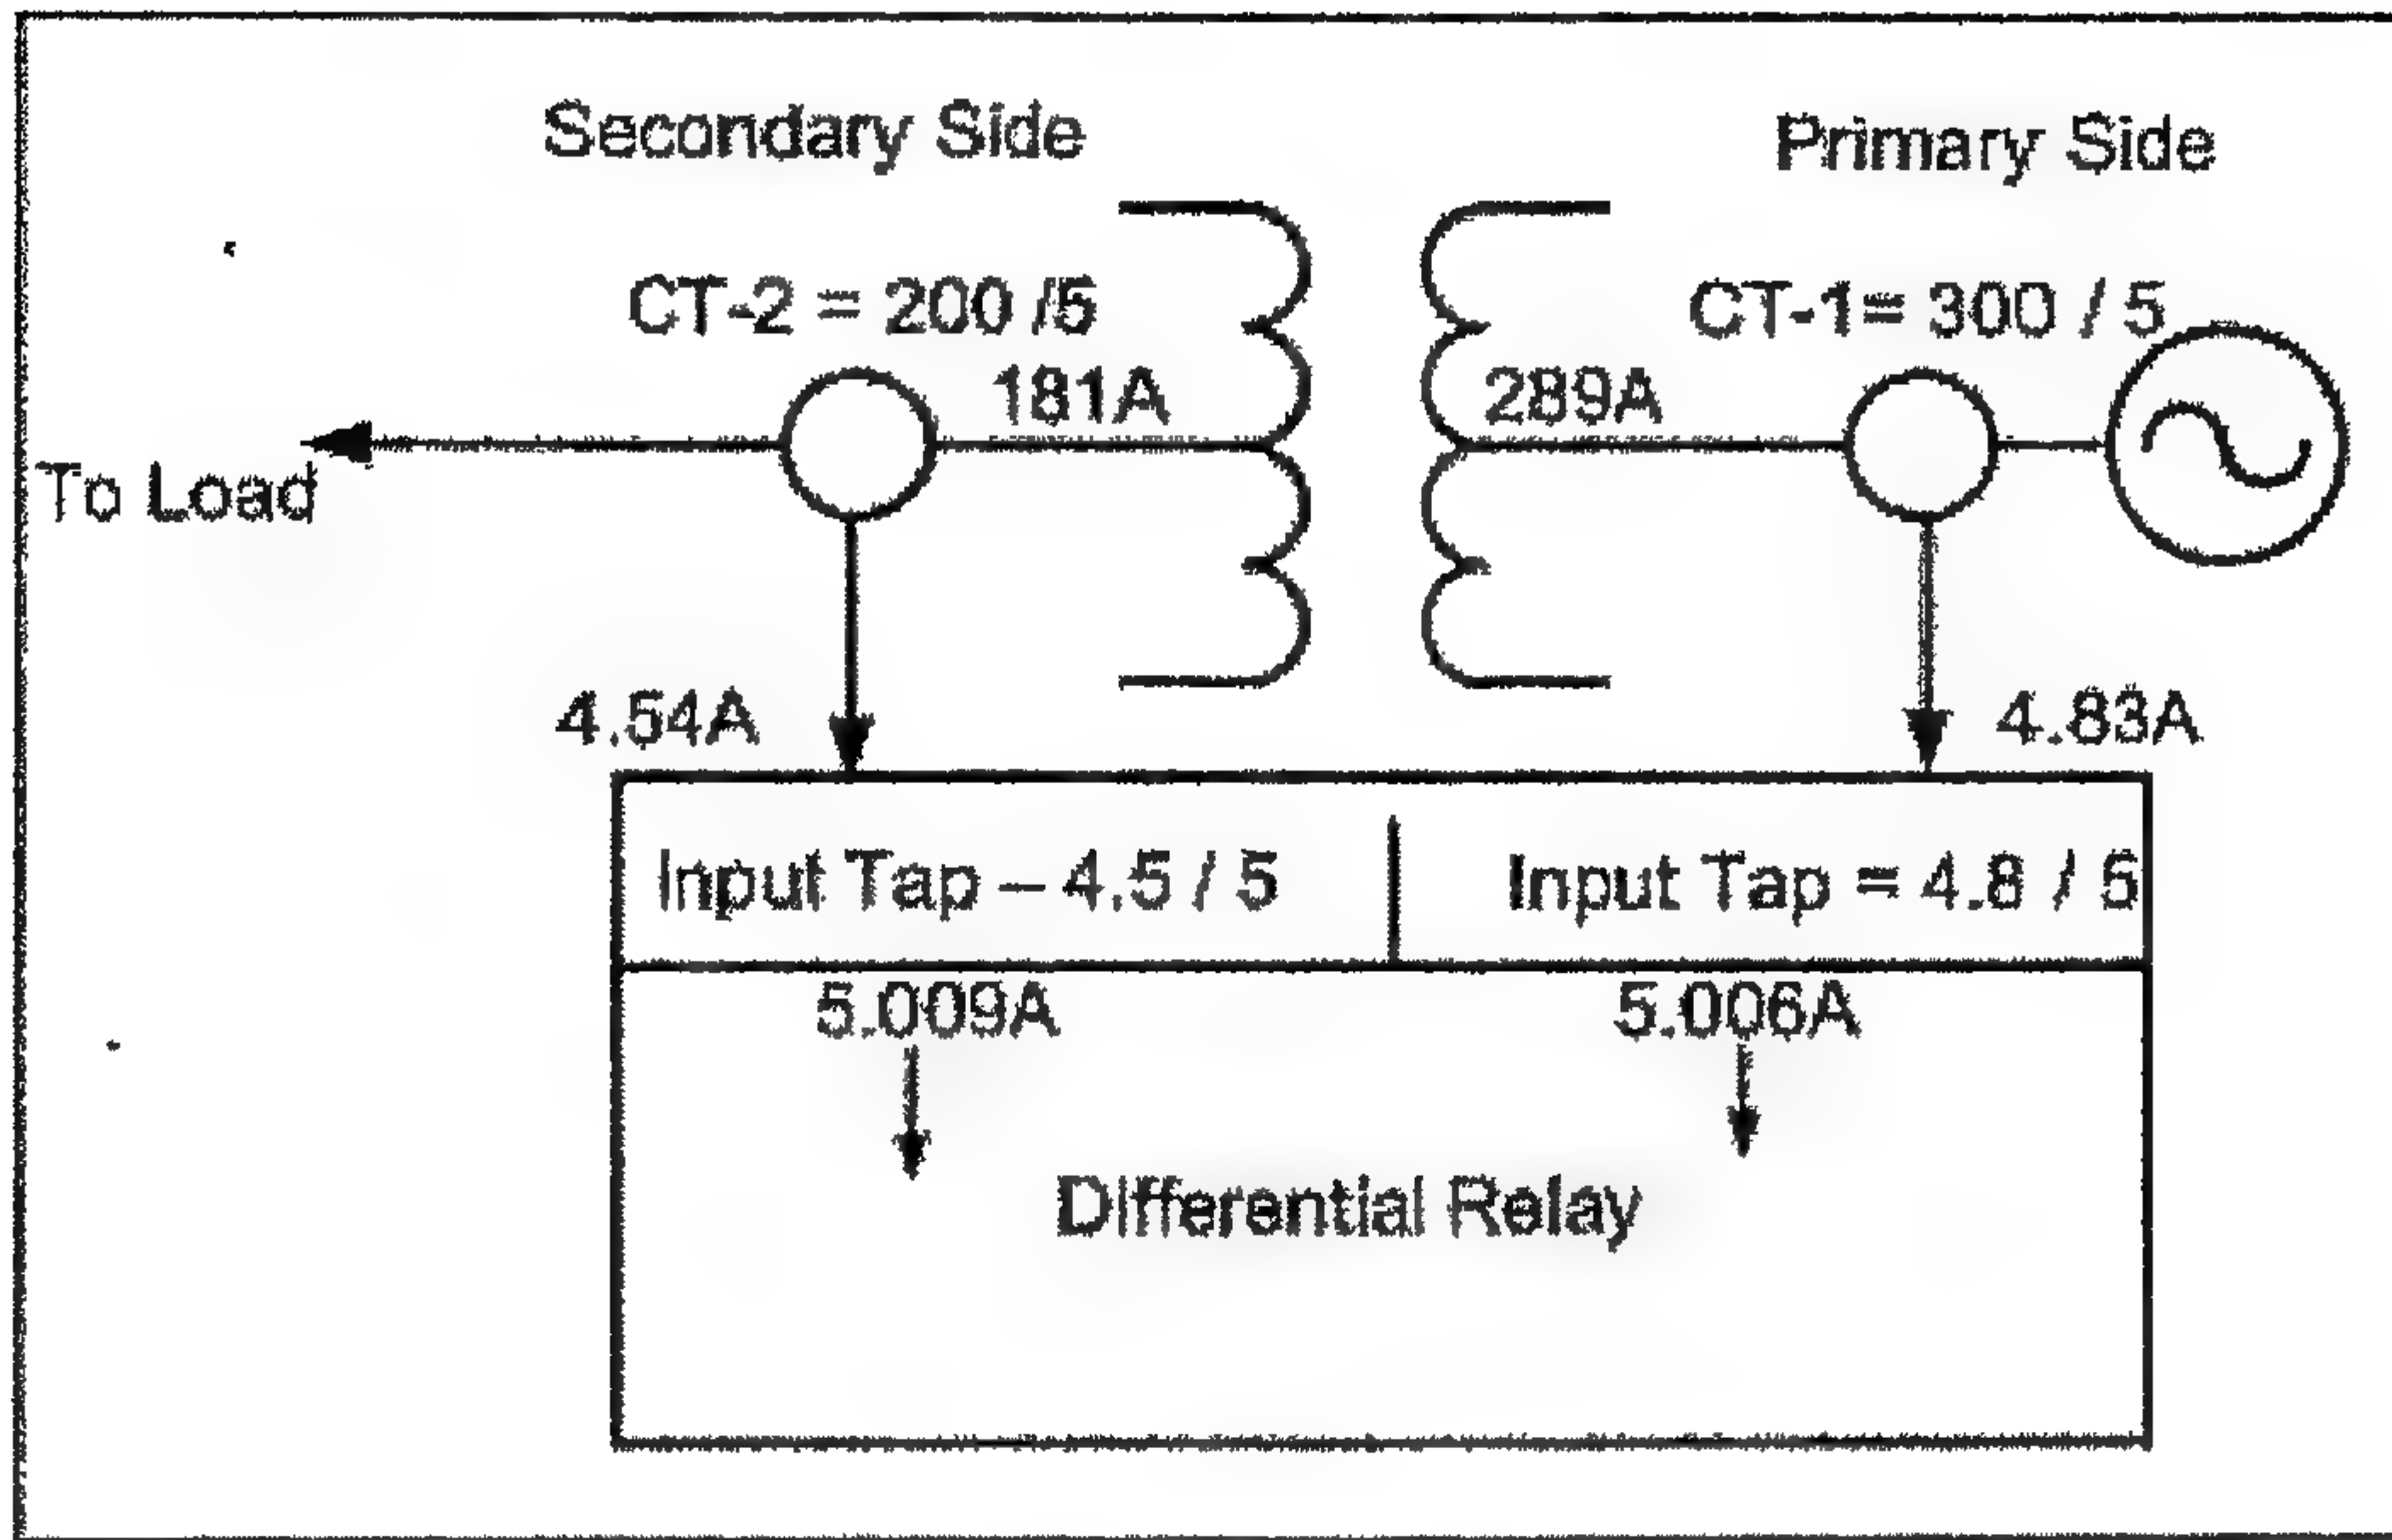 Secondary Side
Primary Side
CT-2 = 200 /5
CT-1= 300 / 5
181A
289A
To Load
4.54A
4.83A
Input Tap – 4.5 / 5
Input Tap = 4.8 / 5
5.009A
5.006A
Differential Relay